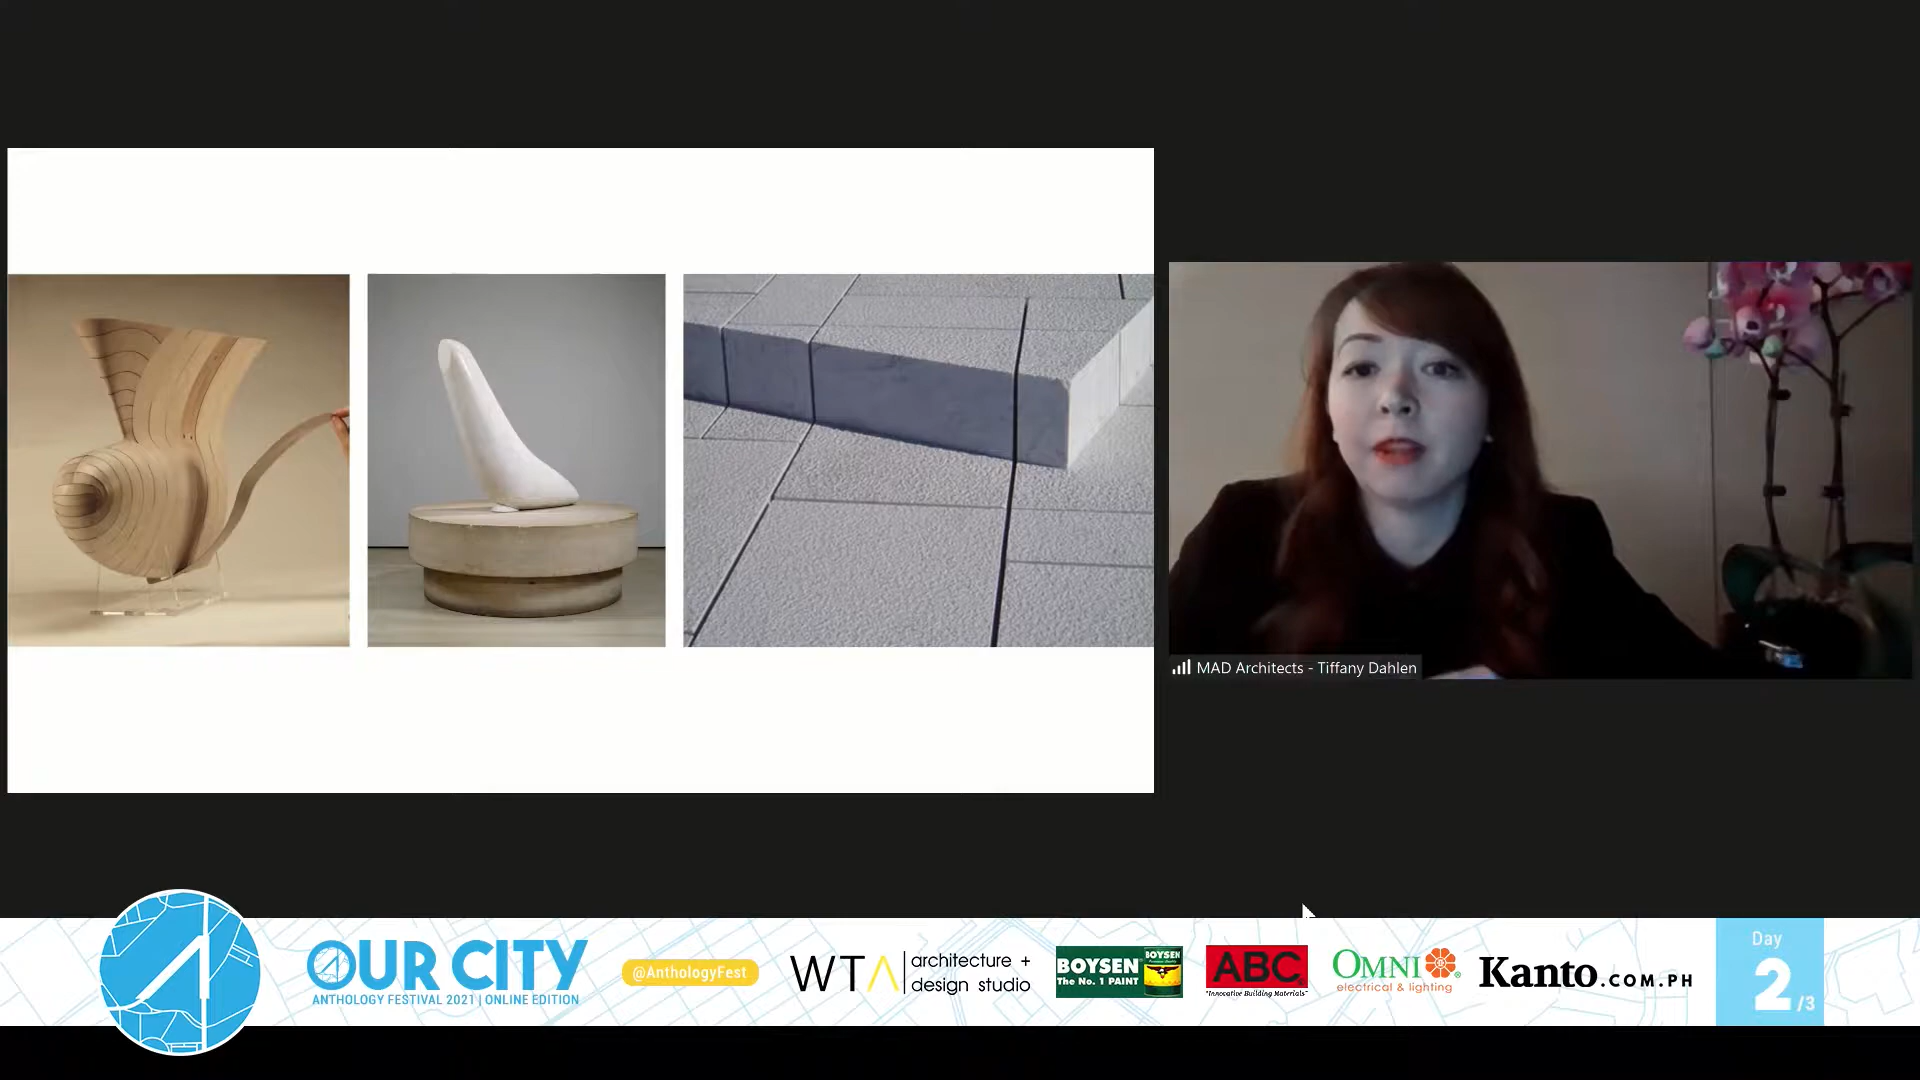 MAD Architects - Tiffany Dahlen
OUR CITY
ANTHOLOGY FESTIVAL 2021 | ONLINE EDITION
@AnthologyFest
WTA
architecture +
design studio
BOYSEN
The No. 1 PAINT
BOYSEN
ABC
"Innovative Building Materials"
OMNI
electrical & lighting
Kanto.COM.PH
Day
2/3